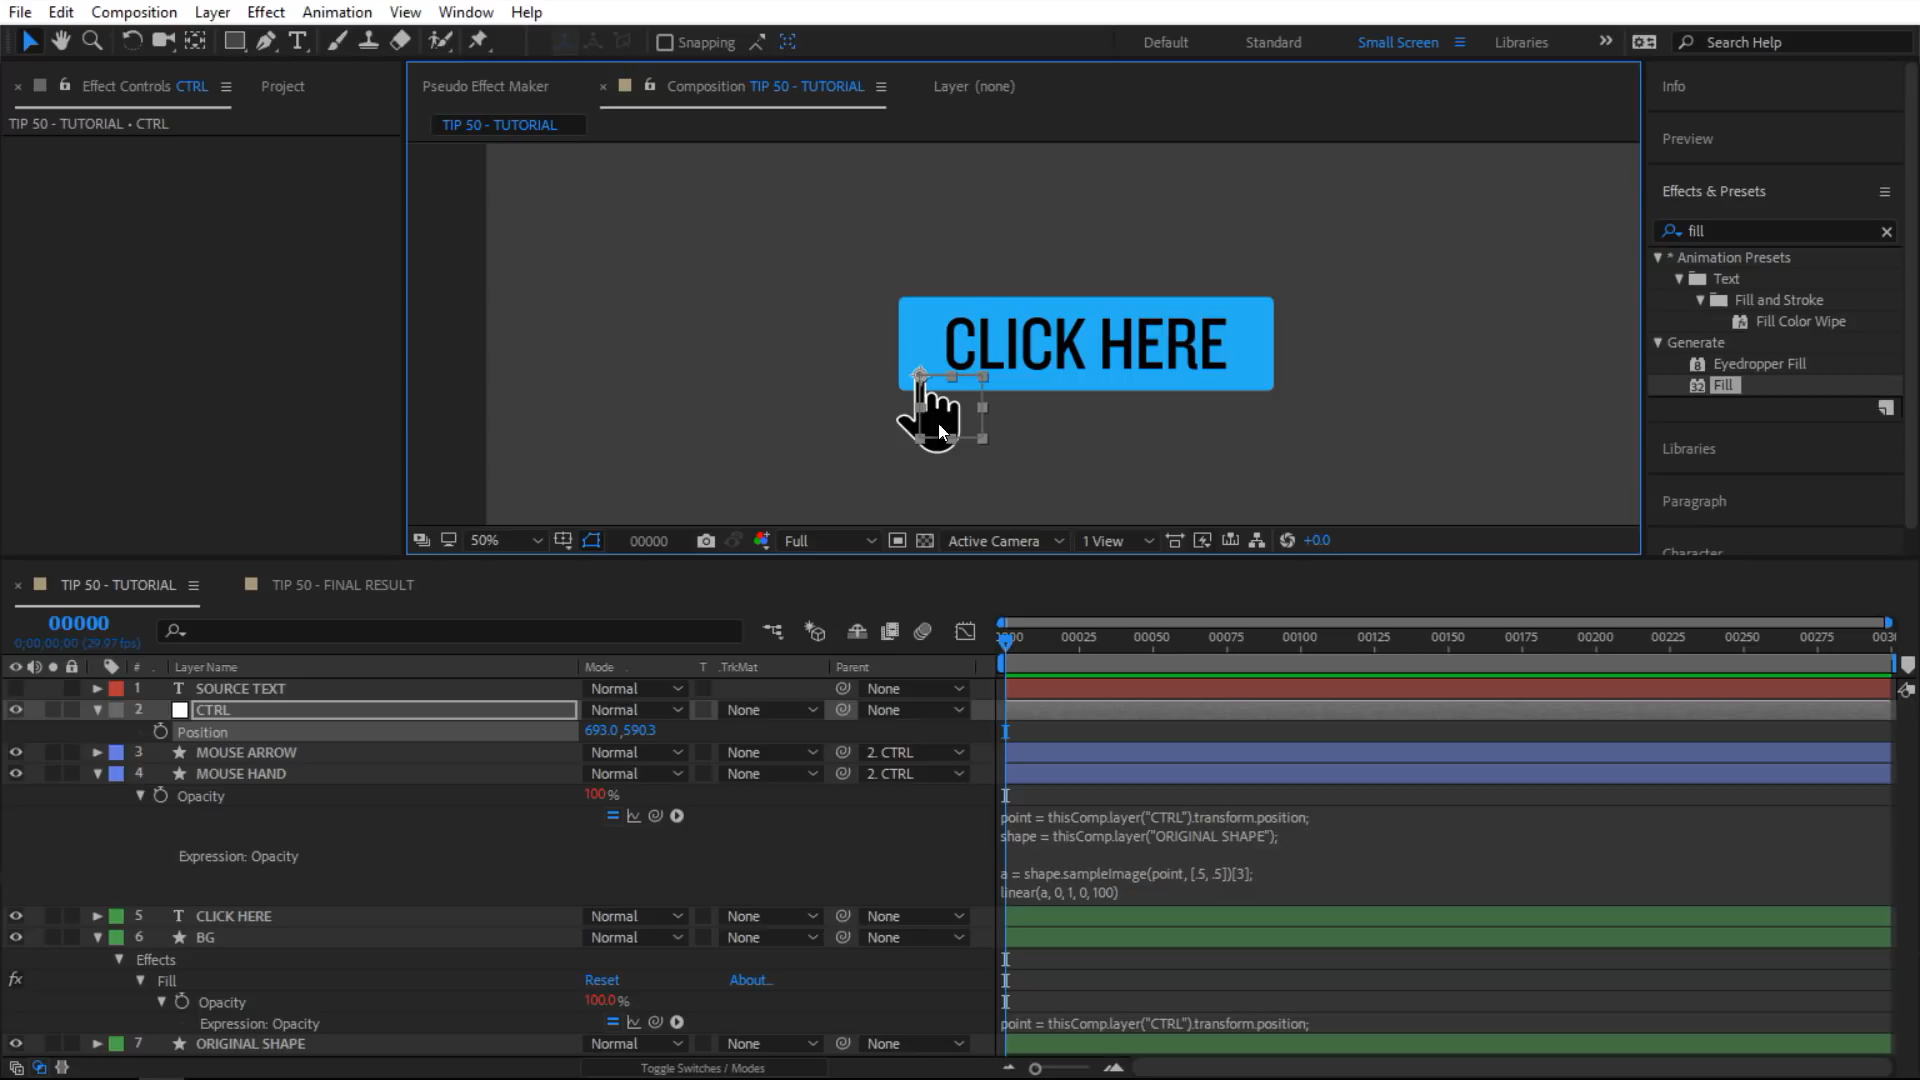 File Edit Composition Layer Effect Animation View Window Help
Snapping Default Standard Small Screen Libraries Search Help
Effect Controls CTRL Project
TIP 50 - TUTORIAL • CTRL
Pseudo Effect Maker Composition TIP 50 - TUTORIAL Layer (none)
TIP 50 - TUTORIAL
CLICK HERE
50% 00000 Full Active Camera 1 View +0.0
Info
Preview
Effects & Presets
fill
* Animation Presets
Text
Fill and Stroke
Fill Color Wipe
Generate
Eyedropper Fill
Fill
Libraries
Paragraph
Character
TIP 50 - TUTORIAL TIP 50 - FINAL RESULT
00000
0;00;00;00 (29.97 fps)
00025 00050 00075 00100 00125 00150 00175 00200 00225 00250 00275
# Layer Name Mode T .TrkMat Parent
1 T SOURCE TEXT Normal None
2 CTRL Normal None None
Position 693.0,590.3
3 MOUSE ARROW Normal None 2. CTRL
4 MOUSE HAND Normal None 2. CTRL
Opacity 100 %
Expression: Opacity
point = thisComp.layer("CTRL").transform.position;
shape = thisComp.layer("ORIGINAL SHAPE");
a = shape.sampleImage(point, [.5, .5])[3];
linear(a, 0, 1, 0, 100)
5 T CLICK HERE Normal None None
6 BG Normal None None
Effects
fx Fill Reset About...
Opacity 100.0 %
Expression: Opacity point = thisComp.layer("CTRL").transform.position;
7 ORIGINAL SHAPE Normal None None
Toggle Switches / Modes